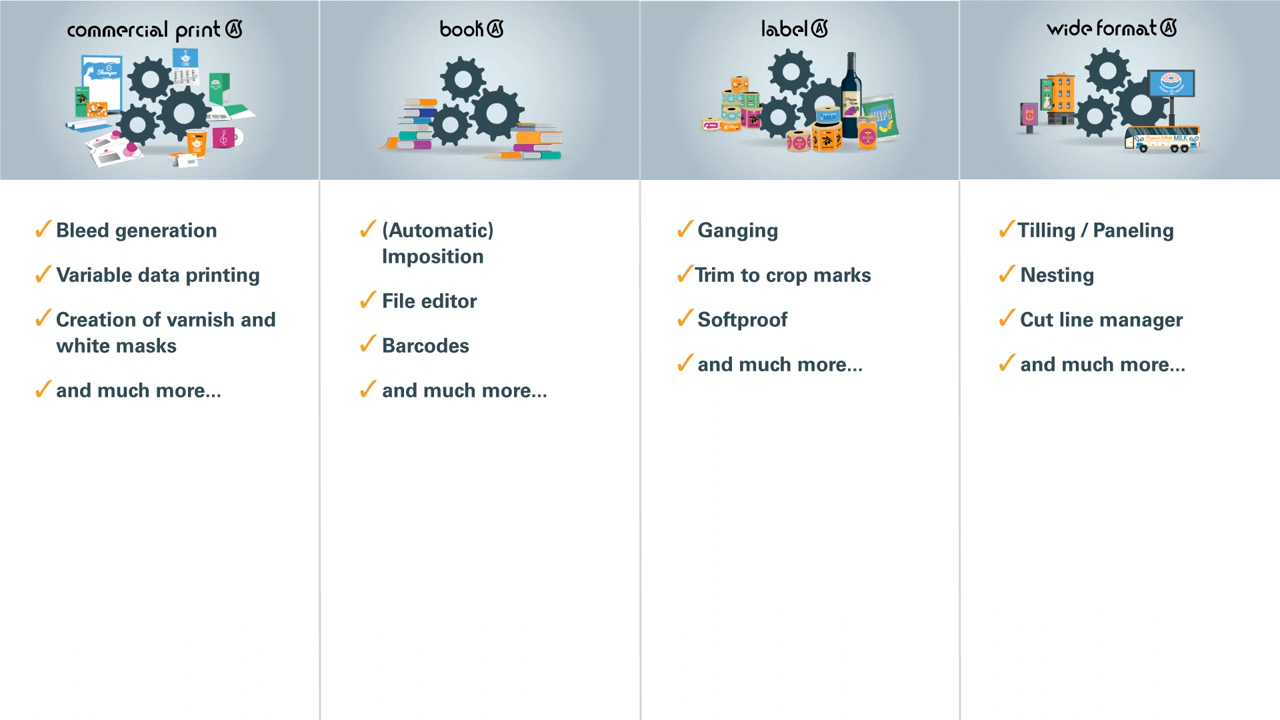 commercial print
Bleed generation
Variable data printing
Creation of varnish and
white masks
and much more...
book
(Automatic)
Imposition
File editor
Barcodes
and much more...
label
Ganging
Trim to crop marks
Softproof
and much more...
wide format
Tilling / Paneling
Nesting
Cut line manager
and much more...
MILK